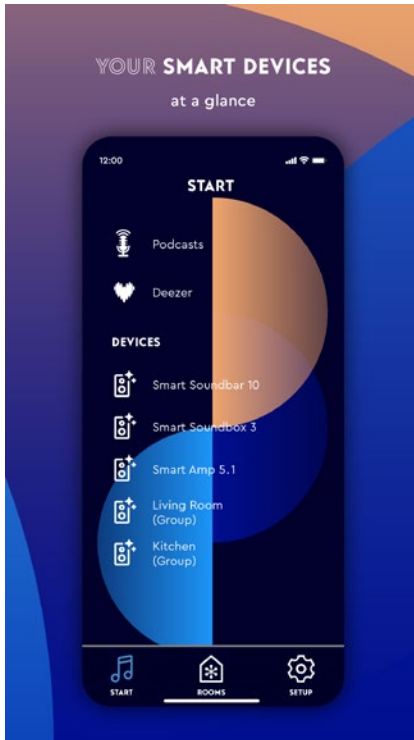 YOUR SMART DEVICES
at a glance
12:00
START
Podcasts
Deezer
DEVICES
Smart Soundbar 10
Smart Soundbox 3
Smart Amp 5.1
Living Room
(Group)
Kitchen
(Group)
START ROOMS SETUP